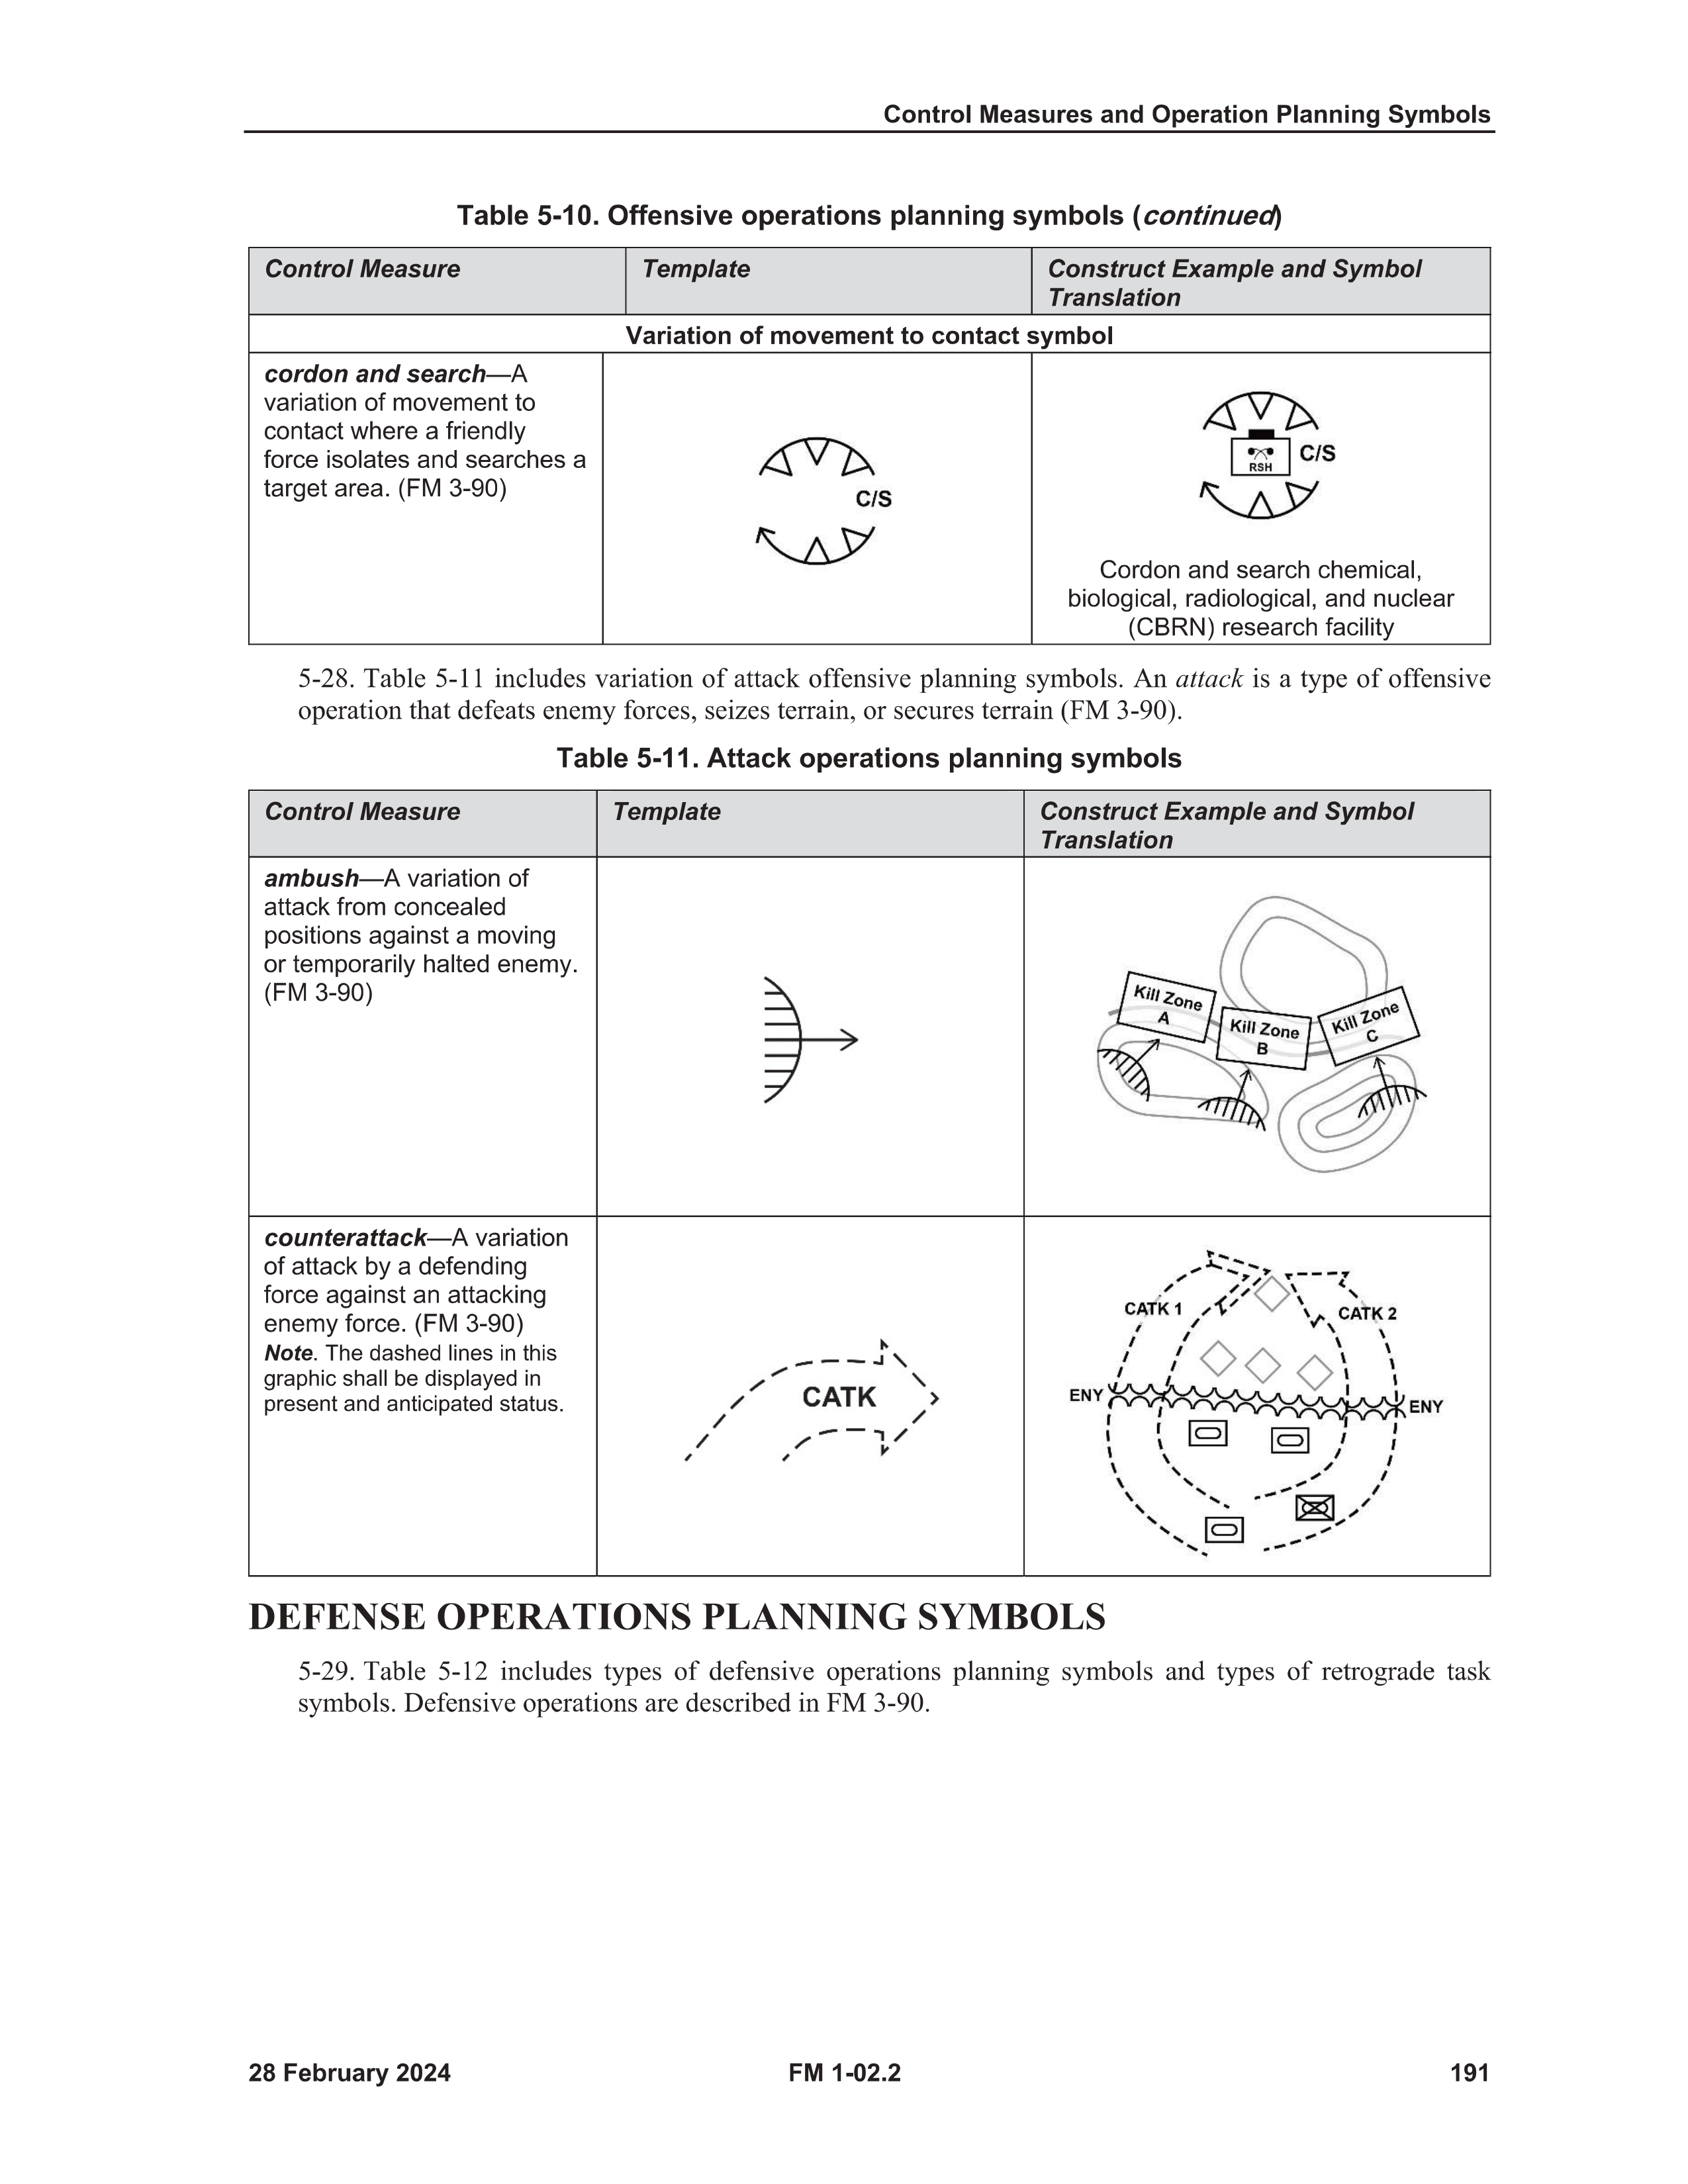 Control Measures and Operation Planning Symbols
Table 5-10. Offensive operations planning symbols (continued)
Control Measure
Template
Construct Example and Symbol
Translation
Variation of movement to contact symbol
cordon and search—A
variation of movement to
contact where a friendly
force isolates and searches a
target area. (FM 3-90)
C/S
RSH
C/S
Cordon and search chemical,
biological, radiological, and nuclear
(CBRN) research facility
5-28. Table 5-11 includes variation of attack offensive planning symbols. An attack is a type of offensive
operation that defeats enemy forces, seizes terrain, or secures terrain (FM 3-90).
Table 5-11. Attack operations planning symbols
Control Measure
Template
Construct Example and Symbol
Translation
ambush—A variation of
attack from concealed
positions against a moving
or temporarily halted enemy.
(FM 3-90)
Kill Zone
A
Kill Zone
B
Kill Zone
C
counterattack—A variation
of attack by a defending
force against an attacking
enemy force. (FM 3-90)
Note. The dashed lines in this
graphic shall be displayed in
present and anticipated status.
CATK
CATK 1
CATK 2
ENY
ENY
DEFENSE OPERATIONS PLANNING SYMBOLS
5-29. Table 5-12 includes types of defensive operations planning symbols and types of retrograde task
symbols. Defensive operations are described in FM 3-90.
28 February 2024
FM 1-02.2
191